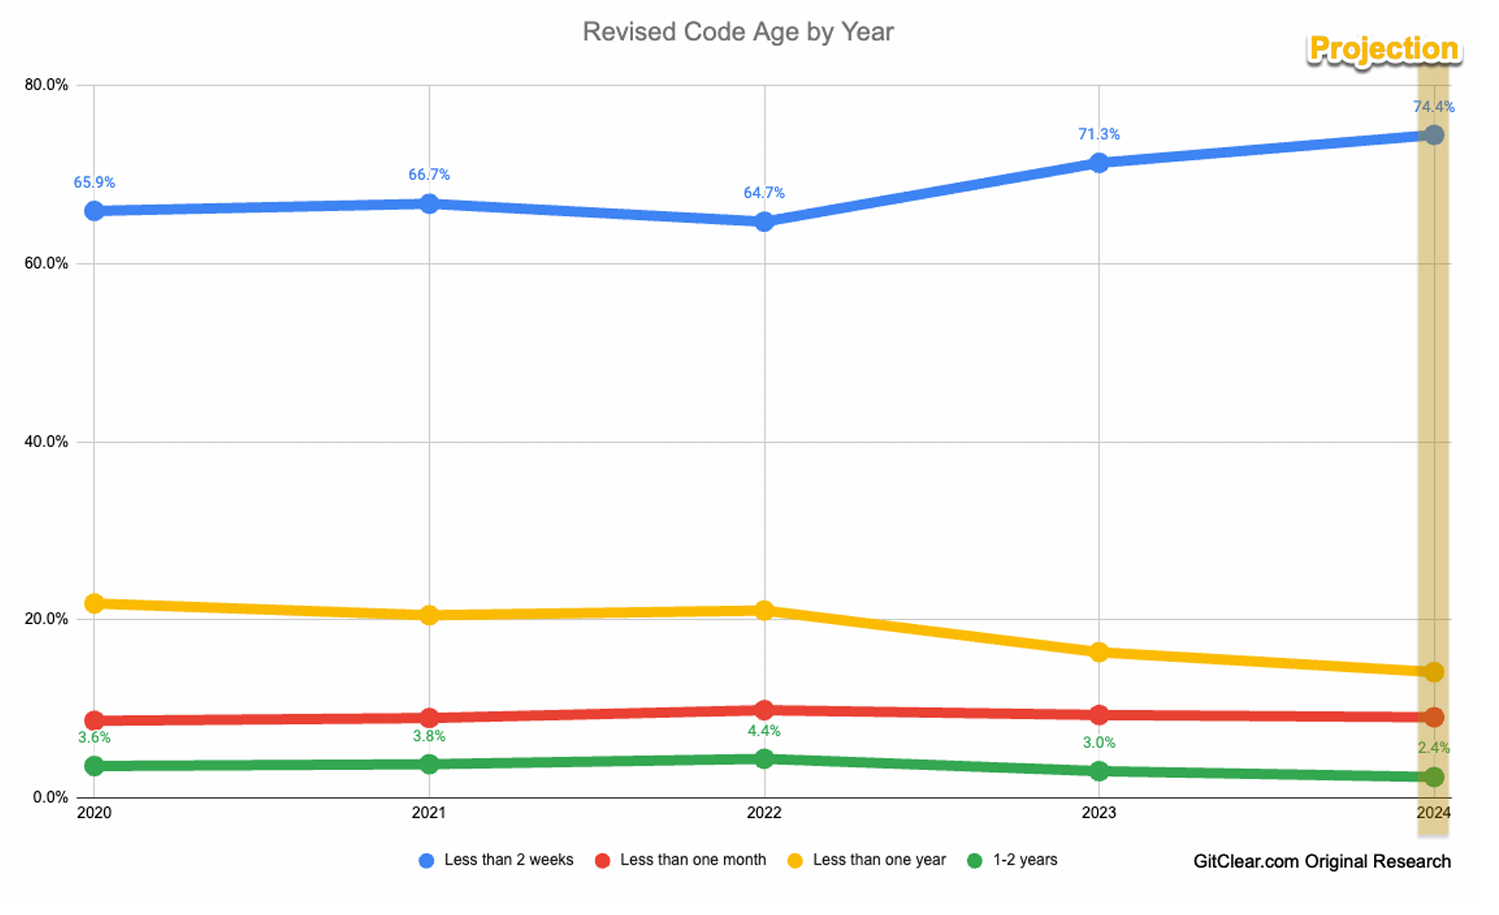 Revised Code Age by Year
Projection
80.0%
60.0%
40.0%
20.0%
0.0%
65.9%
66.7%
64.7%
71.3%
74.4%
3.6%
3.8%
4.4%
3.0%
2.4%
2020
2021
2022
2023
2024
Less than 2 weeks
Less than one month
Less than one year
1-2 years
GitClear.com Original Research